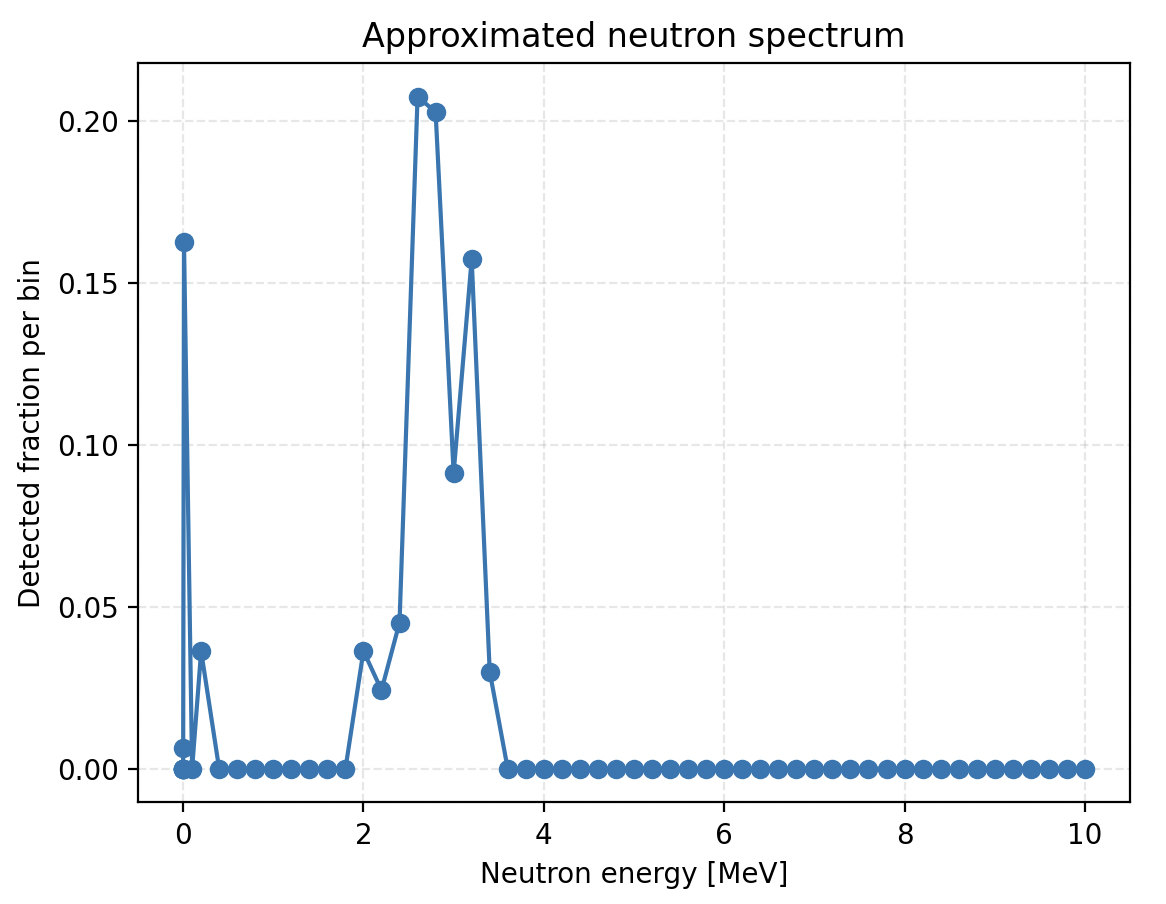 Approximated neutron spectrum
Detected fraction per bin
0.20
0.15
0.10
0.05
0.00
0 2 4 6 8 10
Neutron energy [MeV]